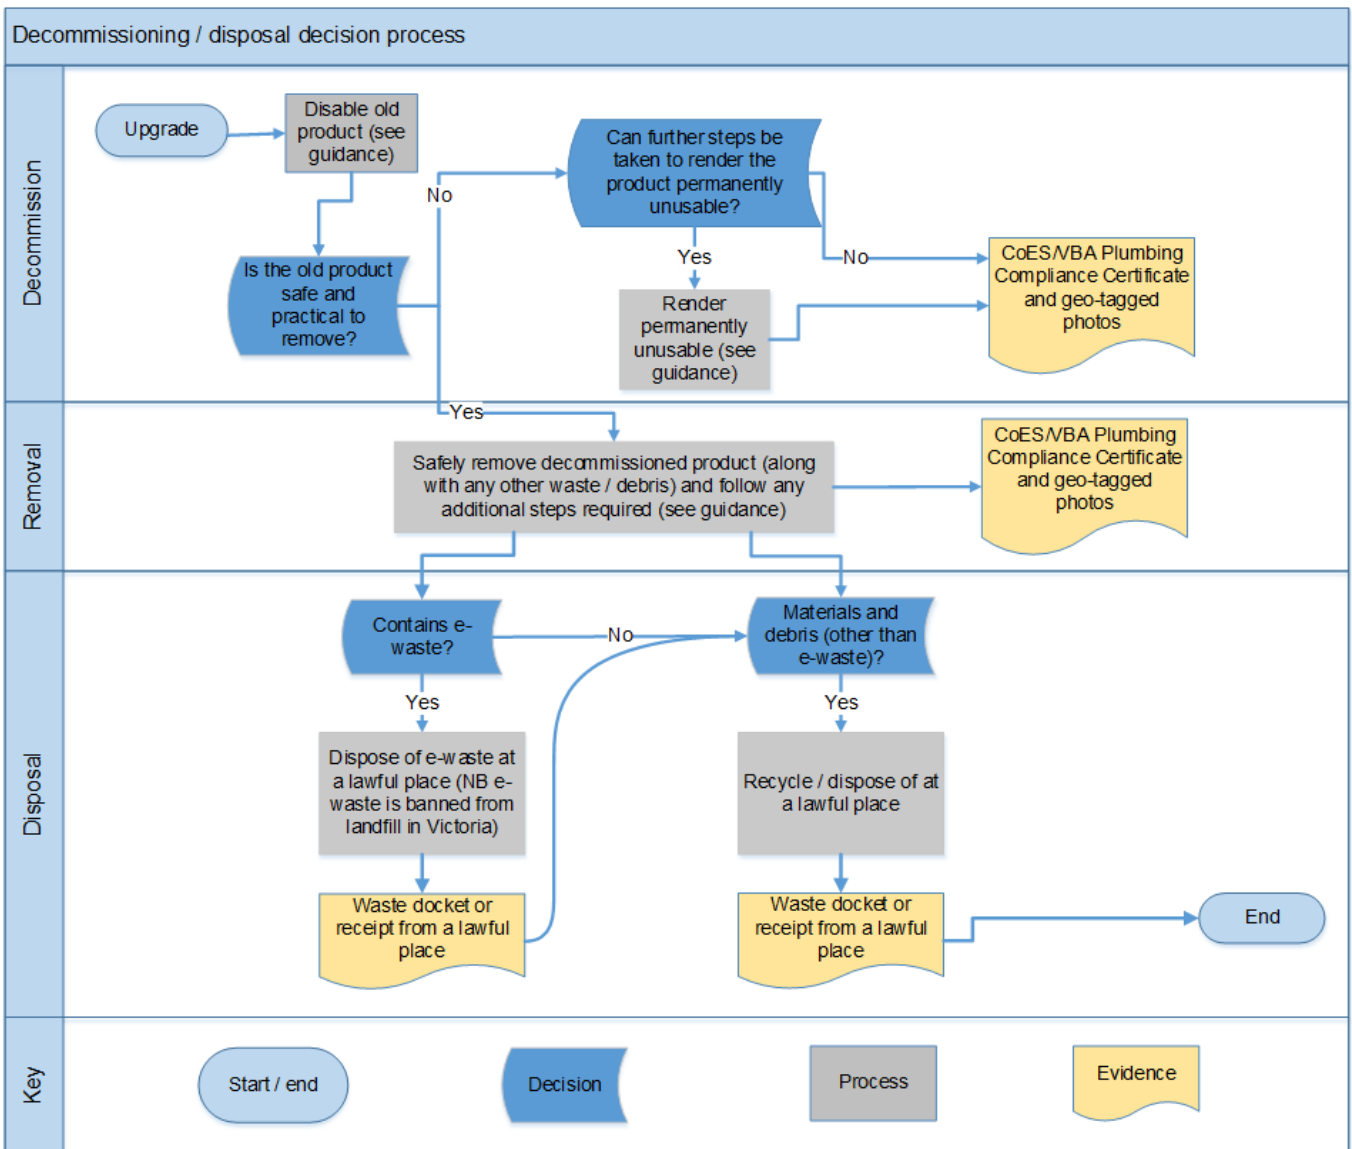 Decommissioning / disposal decision process
Decommission
Upgrade
Disable old
product (see
guidance)
Is the old product
safe and
practical to
remove?
No
Can further steps be
taken to render the
product permanently
unusable?
Yes
No
Render
permanently
unusable (see
guidance)
CoES/VBA Plumbing
Compliance Certificate
and geo-tagged
photos
Removal
Yes
Safely remove decommissioned product (along
with any other waste / debris) and follow any
additional steps required (see guidance)
CoES/VBA Plumbing
Compliance Certificate
and geo-tagged
photos
Disposal
Contains e-
waste?
No
Materials and
debris (other than
e-waste)?
Yes
Yes
Dispose of e-waste at
a lawful place (NB e-
waste is banned from
landfill in Victoria)
Recycle / dispose of at
a lawful place
Waste docket or
receipt from a lawful
place
Waste docket or
receipt from a lawful
place
End
Key
Start / end
Decision
Process
Evidence